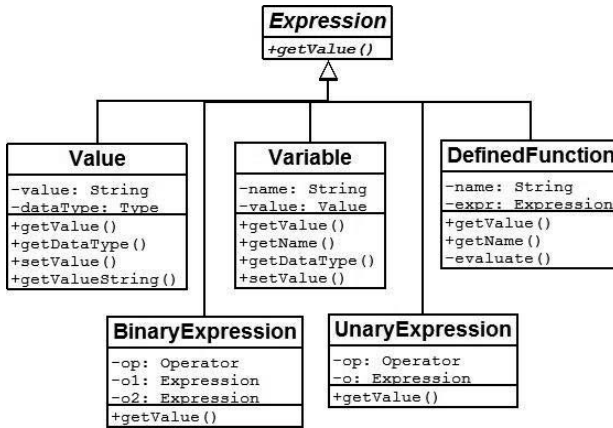 Expression
+getValue()
Value
-value: String
-dataType: Type
+getValue()
+getDataType()
+setValue()
+getValueString()
Variable
-name: String
-value: Value
+getValue()
+getName()
+getDataType()
+setValue()
DefinedFunction
-name: String
-expr: Expression
+getValue()
+getName()
-evaluate()
BinaryExpression
-op: Operator
-o1: Expression
-o2: Expression
+getValue()
UnaryExpression
-op: Operator
-o: Expression
+getValue()